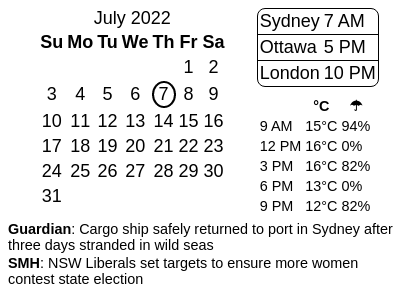 July 2022
Su Mo Tu We Th Fr Sa
1 2
3 4 5 6 7 8 9
10 11 12 13 14 15 16
17 18 19 20 21 22 23
24 25 26 27 28 29 30
31
Sydney 7 AM
Ottawa 5 PM
London 10 PM
°C ☂
9 AM 15°C 94%
12 PM 16°C 0%
3 PM 16°C 82%
6 PM 13°C 0%
9 PM 12°C 82%
Guardian: Cargo ship safely returned to port in Sydney after
three days stranded in wild seas
SMH: NSW Liberals set targets to ensure more women
contest state election